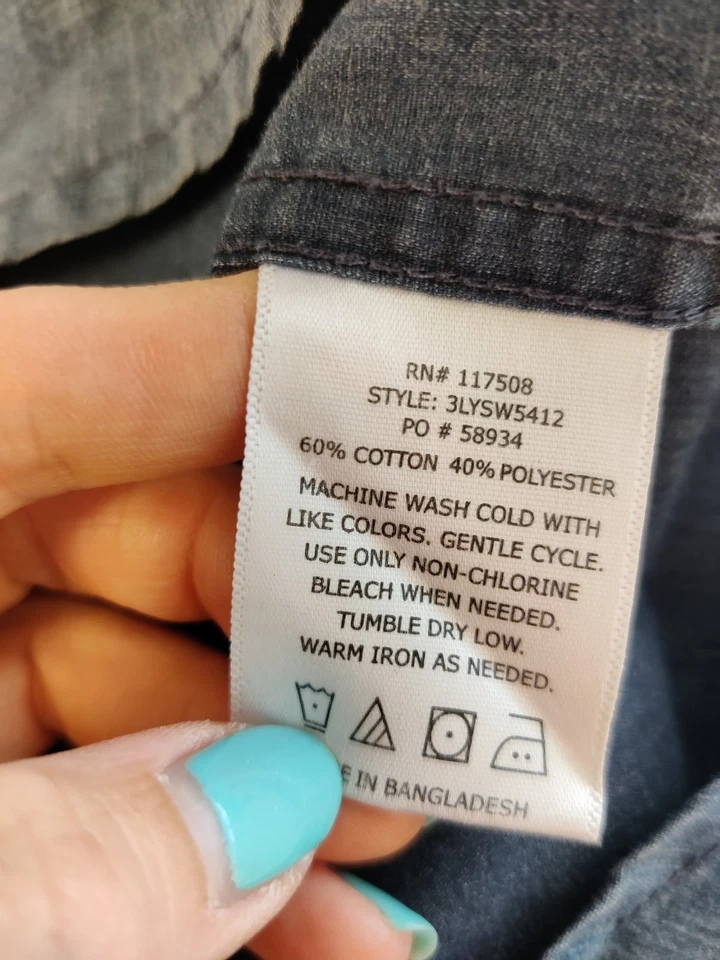 RN# 117508
STYLE: 3LYSW5412
PO # 58934
60% COTTON 40% POLYESTER
MACHINE WASH COLD WITH
LIKE COLORS. GENTLE CYCLE.
USE ONLY NON-CHLORINE
BLEACH WHEN NEEDED.
TUMBLE DRY LOW.
WARM IRON AS NEEDED.
E IN BANGLADESH